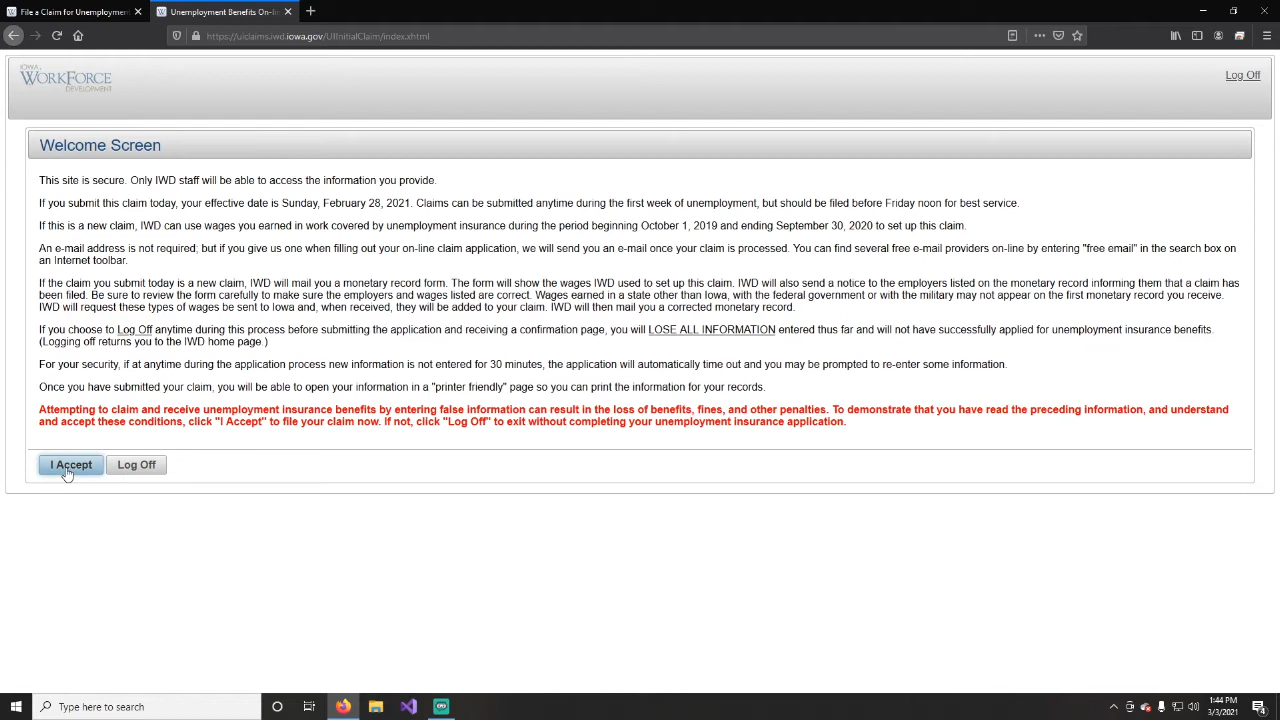 File a Claim for Unemployment
Unemployment Benefits On-lin
https://uiclaims.iwd.iowa.gov/UIInitialClaim/index.xhtml
IOWA
WORKFORCE
DEVELOPMENT
Log Off
Welcome Screen
This site is secure. Only IWD staff will be able to access the information you provide.
If you submit this claim today, your effective date is Sunday, February 28, 2021. Claims can be submitted anytime during the first week of unemployment, but should be filed before Friday noon for best service.
If this is a new claim, IWD can use wages you earned in work covered by unemployment insurance during the period beginning October 1, 2019 and ending September 30, 2020 to set up this claim.
An e-mail address is not required; but if you give us one when filling out your on-line claim application, we will send you an e-mail once your claim is processed. You can find several free e-mail providers on-line by entering "free email" in the search box on
an Internet toolbar.
If the claim you submit today is a new claim, IWD will mail you a monetary record form. The form will show the wages IWD used to set up this claim. IWD will also send a notice to the employers listed on the monetary record informing them that a claim has
been filed. Be sure to review the form carefully to make sure the employers and wages listed are correct. Wages earned in a state other than Iowa, with the federal government or with the military may not appear on the first monetary record you receive.
IWD will request these types of wages be sent to Iowa and, when received, they will be added to your claim. IWD will then mail you a corrected monetary record.
If you choose to Log Off anytime during this process before submitting the application and receiving a confirmation page, you will LOSE ALL INFORMATION entered thus far and will not have successfully applied for unemployment insurance benefits.
(Logging off returns you to the IWD home page.)
For your security, if at anytime during the application process new information is not entered for 30 minutes, the application will automatically time out and you may be prompted to re-enter some information.
Once you have submitted your claim, you will be able to open your information in a "printer friendly" page so you can print the information for your records.
Attempting to claim and receive unemployment insurance benefits by entering false information can result in the loss of benefits, fines, and other penalties. To demonstrate that you have read the preceding information, and understand
and accept these conditions, click "I Accept" to file your claim now. If not, click "Log Off" to exit without completing your unemployment insurance application.
I Accept
Log Off
Type here to search
1:44 PM
3/3/2021
4